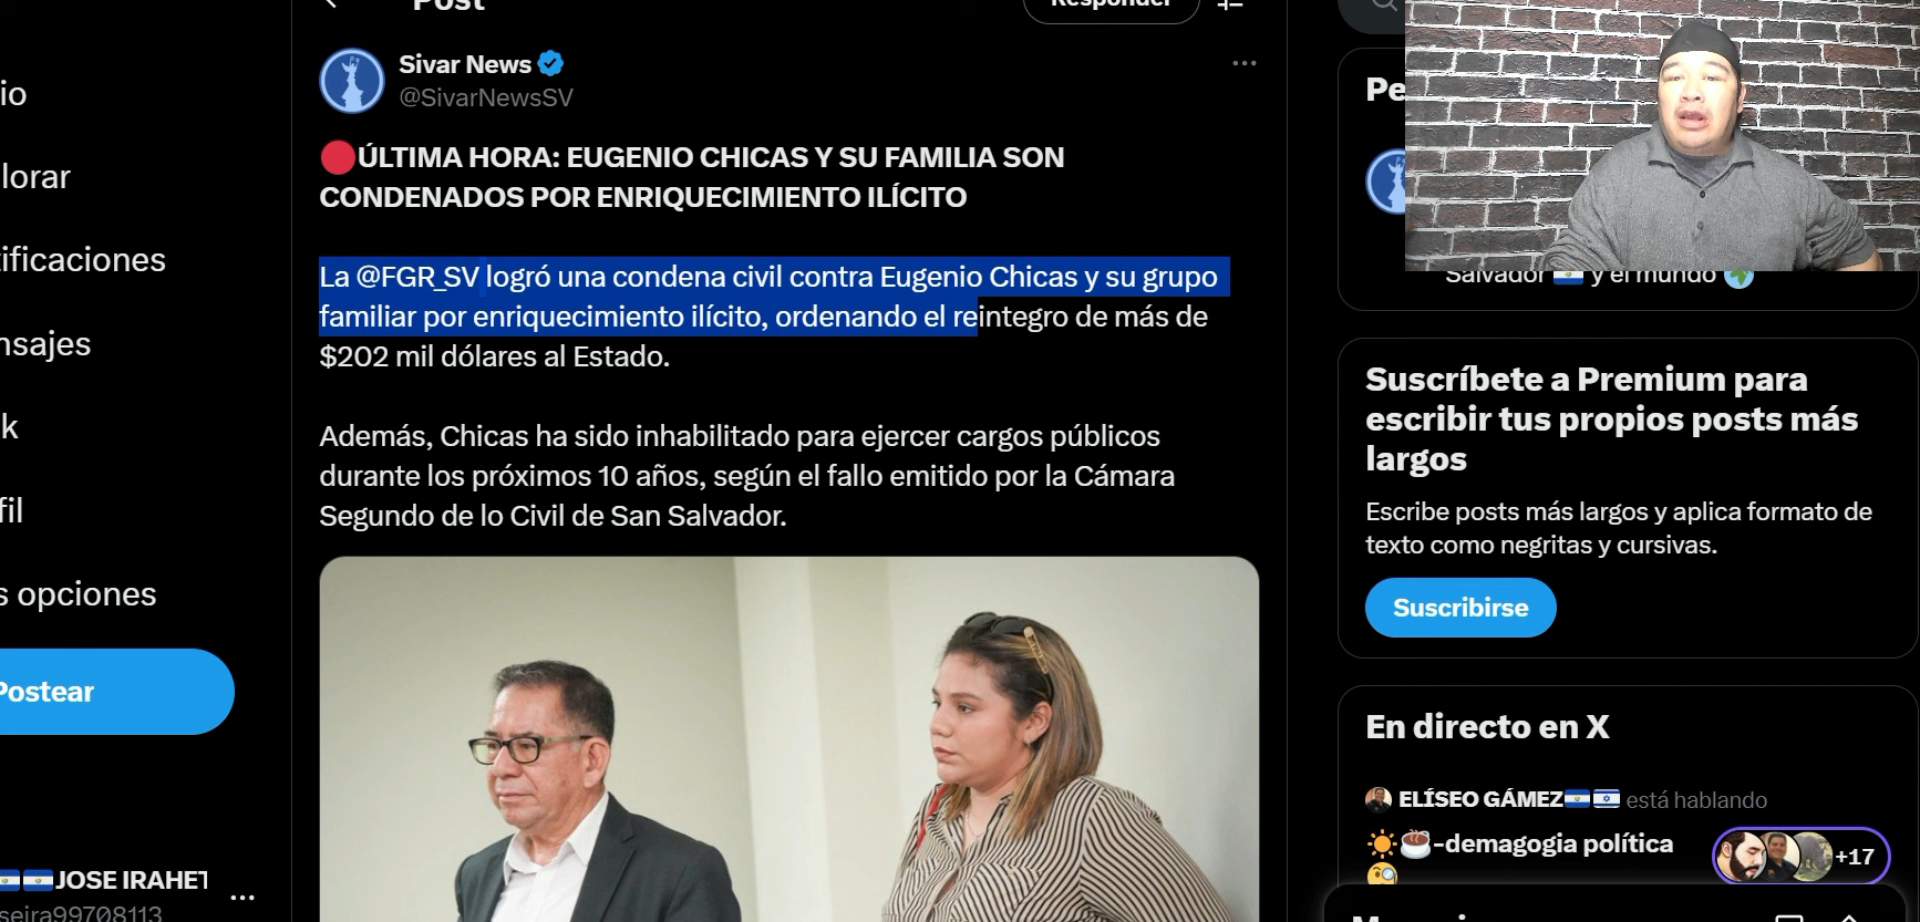 Post
Responder
io
lorar
ificaciones
nsajes
k
fil
s opciones
Postear
JOSE IRAHET
seira99708113
Sivar News
@SivarNewsSV
ÚLTIMA HORA: EUGENIO CHICAS Y SU FAMILIA SON
CONDENADOS POR ENRIQUECIMIENTO ILÍCITO
La @FGR_SV logró una condena civil contra Eugenio Chicas y su grupo
familiar por enriquecimiento ilícito, ordenando el reintegro de más de
$202 mil dólares al Estado.
Además, Chicas ha sido inhabilitado para ejercer cargos públicos
durante los próximos 10 años, según el fallo emitido por la Cámara
Segundo de lo Civil de San Salvador.
Pe
Salvador y el mundo
Suscríbete a Premium para
escribir tus propios posts más
largos
Escribe posts más largos y aplica formato de
texto como negritas y cursivas.
Suscribirse
En directo en X
ELÍSEO GÁMEZ está hablando
-demagogia política
+17